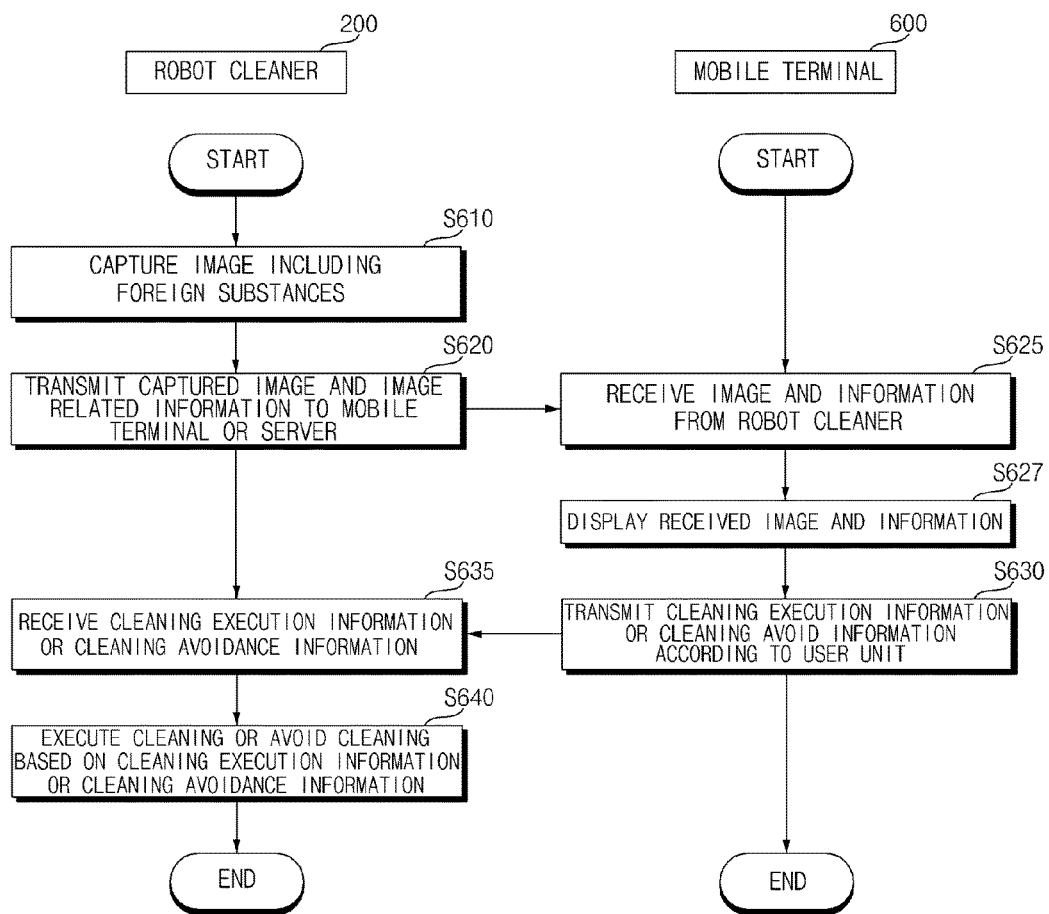 200
ROBOT CLEANER
600
MOBILE TERMINAL
START
START
S610
CAPTURE IMAGE INCLUDING
FOREIGN SUBSTANCES
S620
TRANSMIT CAPTURED IMAGE AND IMAGE
RELATED INFORMATION TO MOBILE
TERMINAL OR SERVER
S625
RECEIVE IMAGE AND INFORMATION
FROM ROBOT CLEANER
S627
DISPLAY RECEIVED IMAGE AND INFORMATION
S635
RECEIVE CLEANING EXECUTION INFORMATION
OR CLEANING AVOIDANCE INFORMATION
S630
TRANSMIT CLEANING EXECUTION INFORMATION
OR CLEANING AVOID INFORMATION
ACCORDING TO USER UNIT
S640
EXECUTE CLEANING OR AVOID CLEANING
BASED ON CLEANING EXECUTION INFORMATION
OR CLEANING AVOIDANCE INFORMATION
END
END